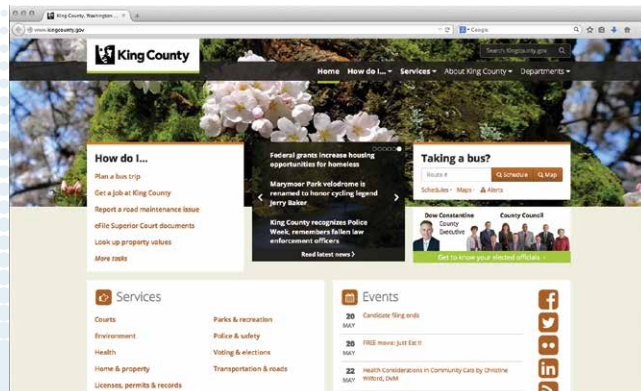 King County, Washington ...
www.kingcounty.gov
Google
King County
Search Kingcounty.gov
Home
How do I...
Services
About King County
Departments
How do I...
Plan a bus trip
Get a job at King County
Report a road maintenance issue
eFile Superior Court documents
Look up property values
More tasks
Federal grants increase housing
opportunities for homeless
Marymoor Park velodrome is
renamed to honor cycling legend
Jerry Baker
King County recognizes Police
Week, remembers fallen law
enforcement officers
Read latest news
Taking a bus?
Route #
Schedule
Map
Schedules
Maps
Alerts
Dow Constantine
County
Executive
County Council
Get to know your elected officials
Services
Courts
Environment
Health
Home & property
Licenses, permits & records
Parks & recreation
Police & safety
Voting & elections
Transportation & roads
Events
20
MAY
Candidate filing ends
20
MAY
FREE movie: Just Eat It
22
MAY
Health Considerations in Community Cats by Christine
Wilford, DVM